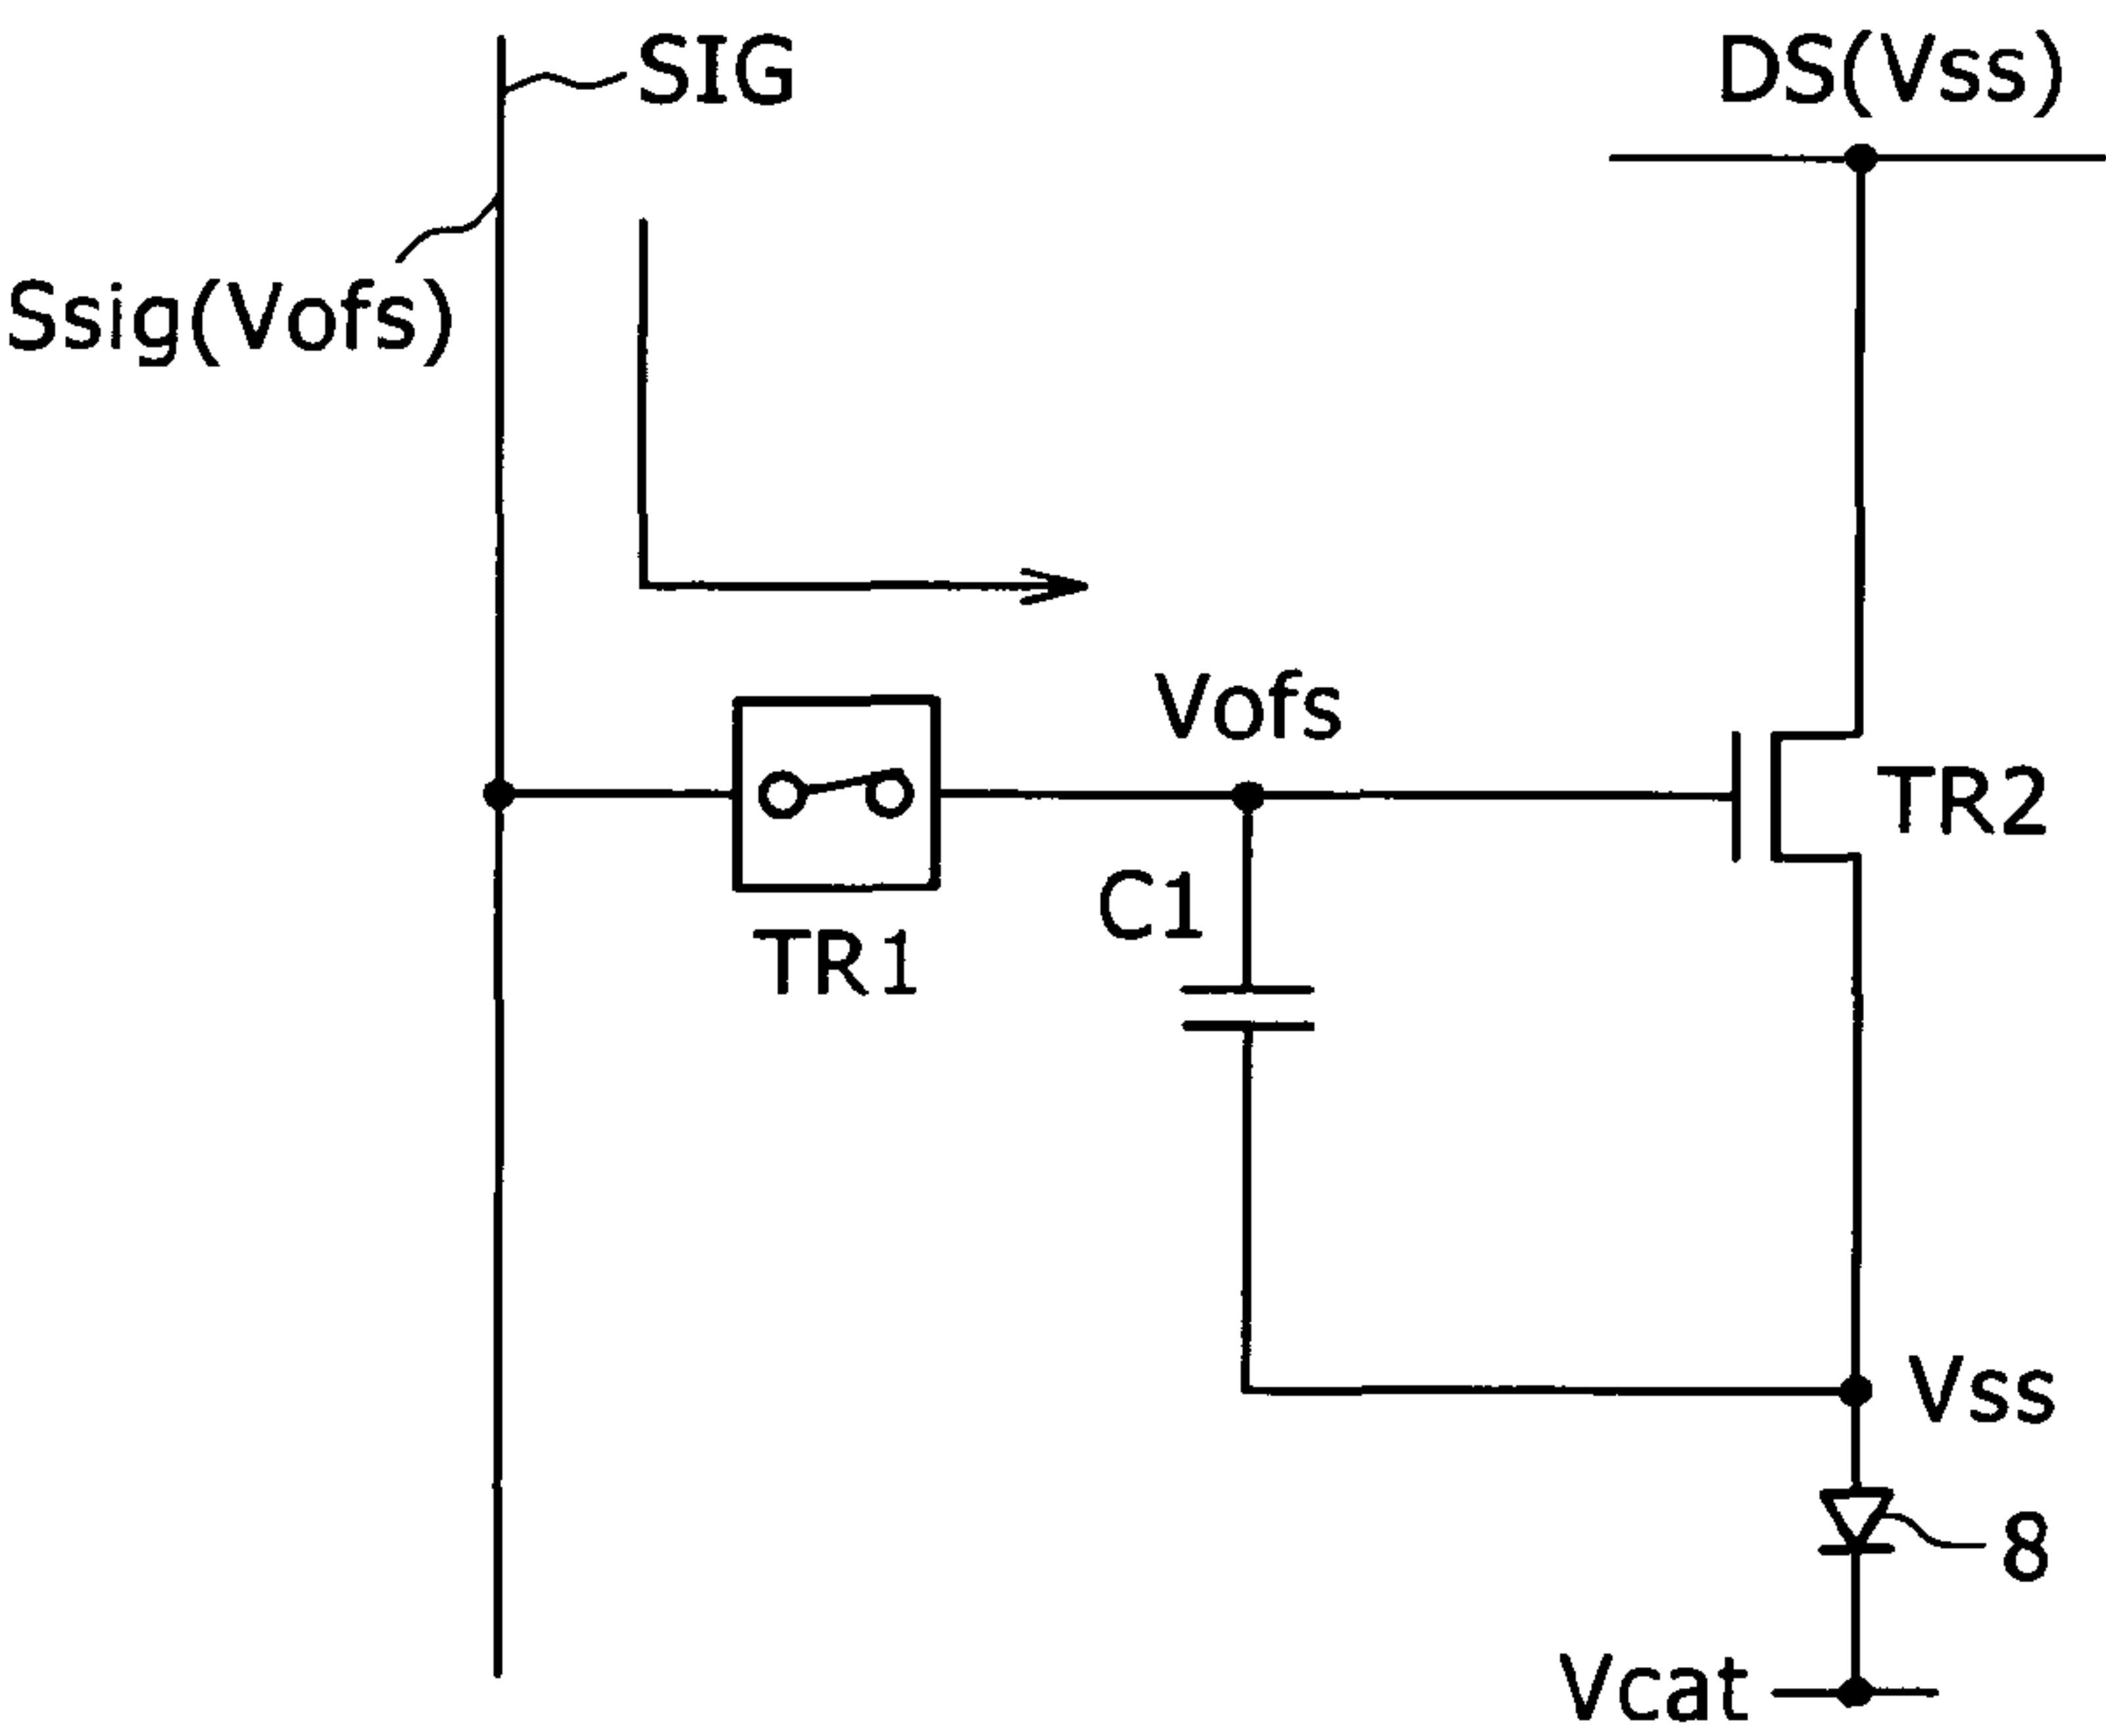 SIG
DS(Vss)
Ssig(Vofs)
Vofs
TR2
C1
TR1
Vss
8
Vcat